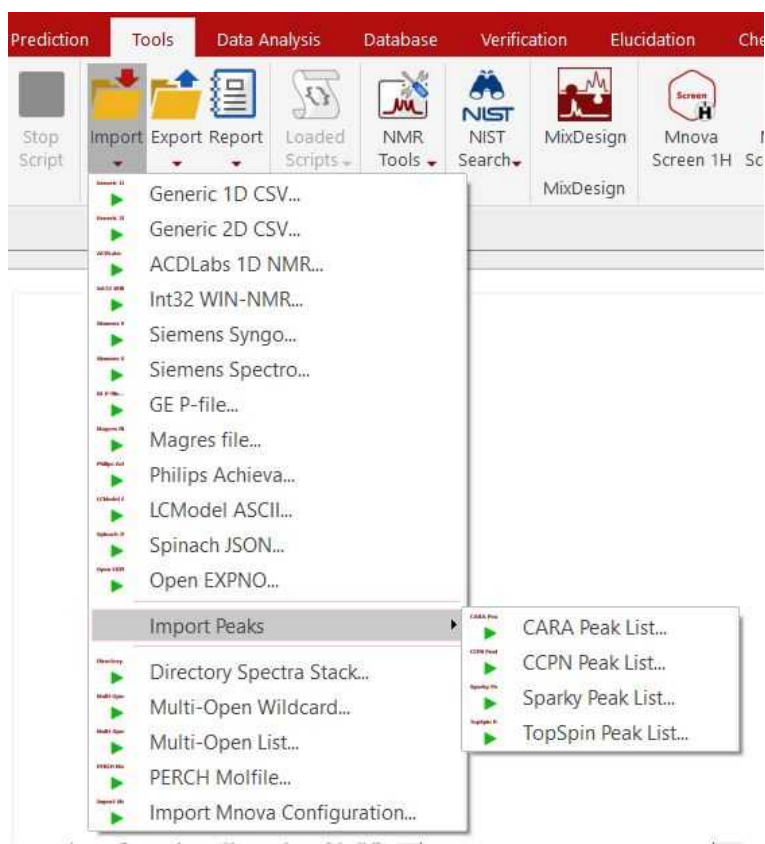 Prediction Tools Data Analysis Database Verification Elucidation Che
Stop Script
Import Export Report
Loaded Scripts
NMR Tools
NIST
NIST Search
MixDesign
Screen
H
Mnova Screen 1H
MixDesign
Generic 1D CSV...
Generic 2D CSV...
ACDLabs 1D NMR...
Int32 WIN-NMR...
Siemens Syngo...
Siemens Spectro...
GE P-file...
Magres file...
Philips Achieva...
LCModel ASCII...
Spinach JSON...
Open EXPNO...
Import Peaks
CARA Peak List...
CCPN Peak List...
Sparky Peak List...
TopSpin Peak List...
Directory Spectra Stack...
Multi-Open Wildcard...
Multi-Open List...
PERCH Molfile...
Import Mnova Configuration...